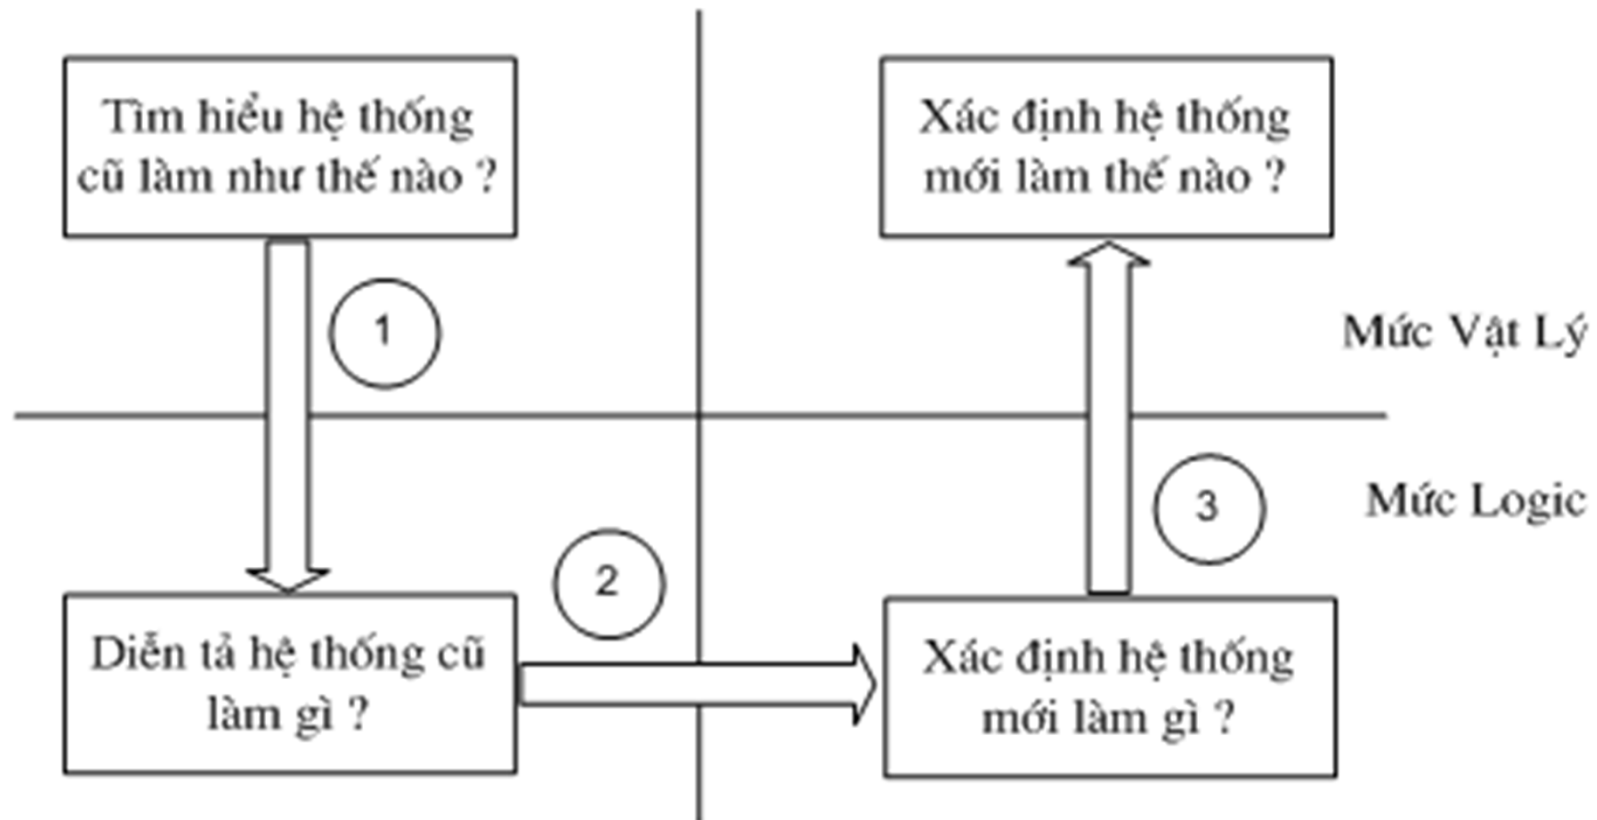 Tìm hiểu hệ thống
cũ làm như thế nào ?
Xác định hệ thống
mới làm thế nào ?
1
Mức Vật Lý
3
Mức Logic
2
Diễn tả hệ thống cũ
làm gì ?
Xác định hệ thống
mới làm gì ?